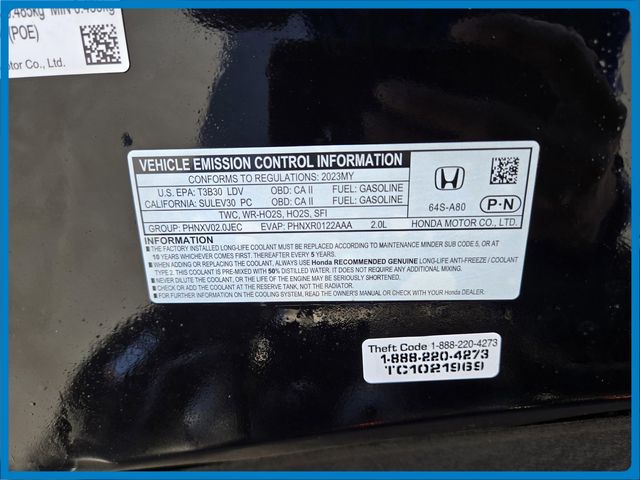 (POE)
tor Co., Ltd.
VEHICLE EMISSION CONTROL INFORMATION
CONFORMS TO REGULATIONS: 2023MY
U.S. EPA: T3B30 LDV OBD: CA II FUEL: GASOLINE
CALIFORNIA: SULEV30 PC OBD: CA II FUEL: GASOLINE
TWC, WR-HO2S, HO2S, SFI
GROUP: PHNXV02.0JEC EVAP: PHNXR0122AAA 2.0L
64S-A80
P-N
HONDA MOTOR CO., LTD.
INFORMATION
■ THE FACTORY INSTALLED LONG-LIFE COOLANT MUST BE REPLACED ACCORDING TO MAINTENANCE MINDER SUB CODE 5, OR AT
10 YEARS WHICHEVER COMES FIRST. THEREAFTER EVERY 5 YEARS.
■ WHEN ADDING OR REPLACING THE COOLANT, ALWAYS USE Honda RECOMMENDED GENUINE LONG-LIFE ANTI-FREEZE / COOLANT
TYPE 2. THIS COOLANT IS PRE-MIXED WITH 50% DISTILLED WATER. IT DOES NOT REQUIRE ANY ADDITIONAL MIXING.
■ NEVER ADD STRAIGHT WATER OR THE LIFE OF THE ENGINE MAY BE SERIOUSLY SHORTENED.
■ CHECK OR ADD THE COOLANT AT THE RESERVE TANK, NOT THE RADIATOR.
■ FOR FURTHER INFORMATION ON THE COOLING SYSTEM, READ THE OWNER'S MANUAL OR CHECK WITH YOUR Honda DEALER.
Theft Code 1-888-220-4273
1-888-220-4273
TC1021969